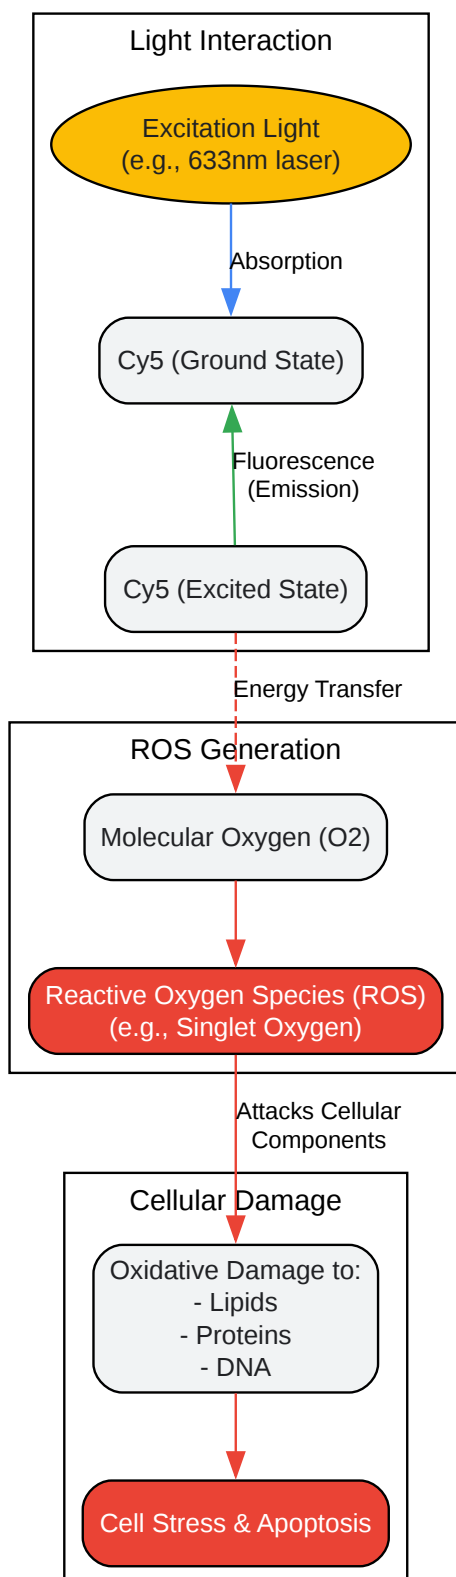 Light Interaction
Excitation Light
(e.g., 633nm laser)
Absorption
Cy5 (Ground State)
Fluorescence
(Emission)
Cy5 (Excited State)
Energy Transfer
ROS Generation
Molecular Oxygen (O2)
Reactive Oxygen Species (ROS)
(e.g., Singlet Oxygen)
Attacks Cellular
Components
Cellular Damage
Oxidative Damage to:
- Lipids
- Proteins
- DNA
Cell Stress & Apoptosis